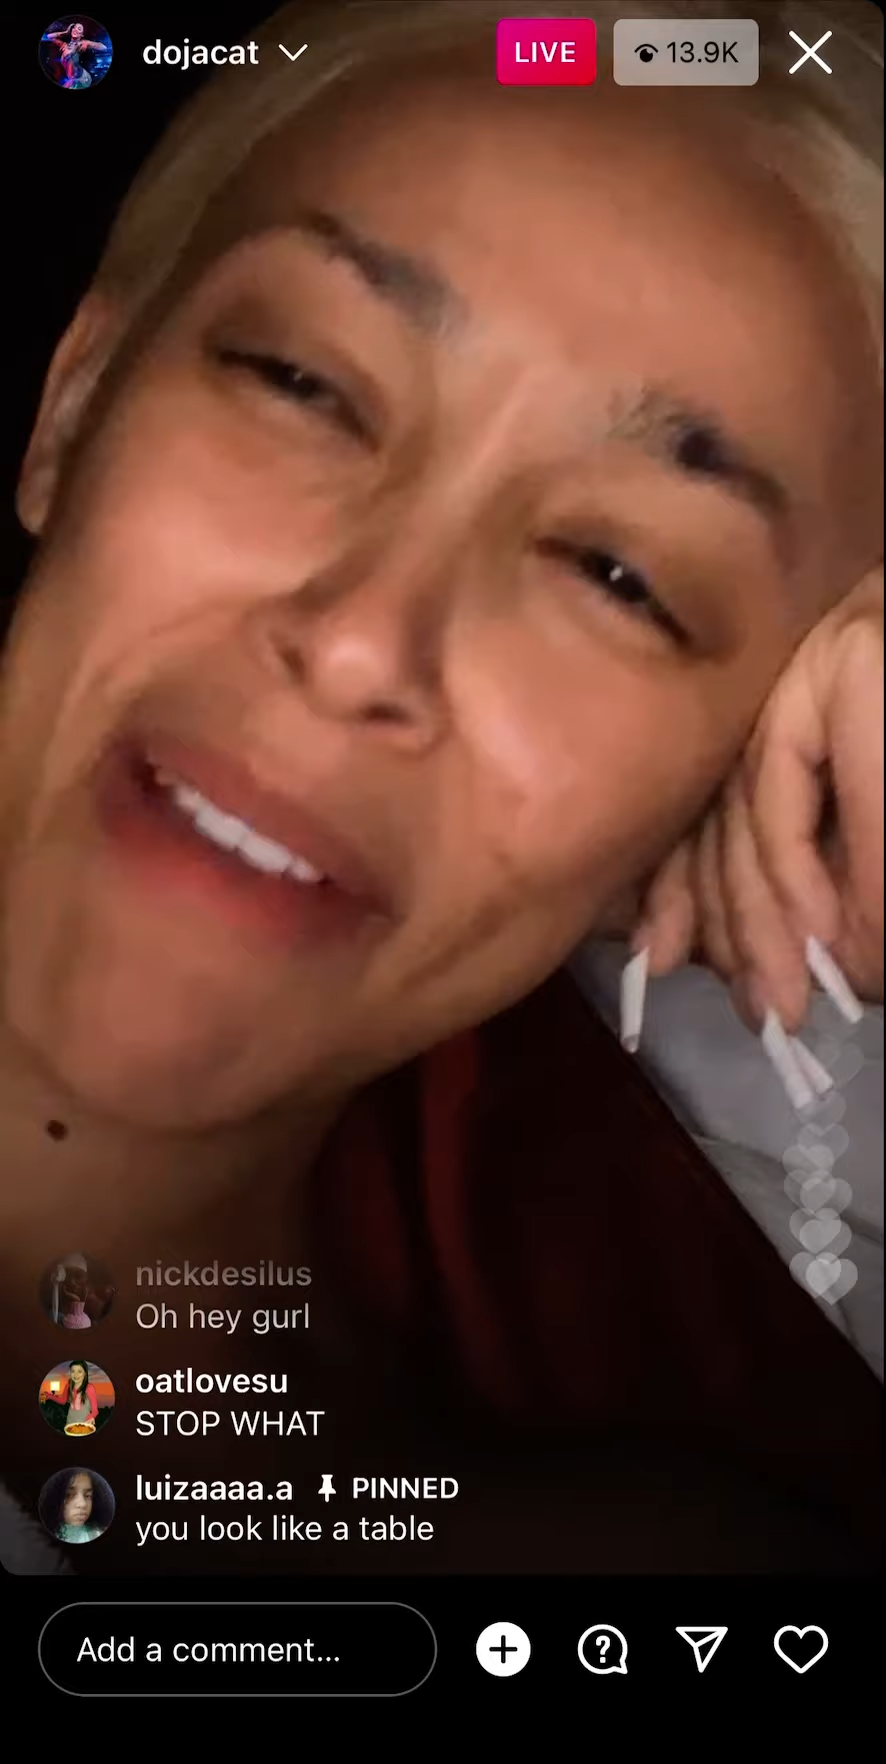 dojacat
LIVE
13.9K
nickdesilus
Oh hey gurl
oatlovesu
STOP WHAT
luizaaaa.a PINNED
you look like a table
Add a comment...
?